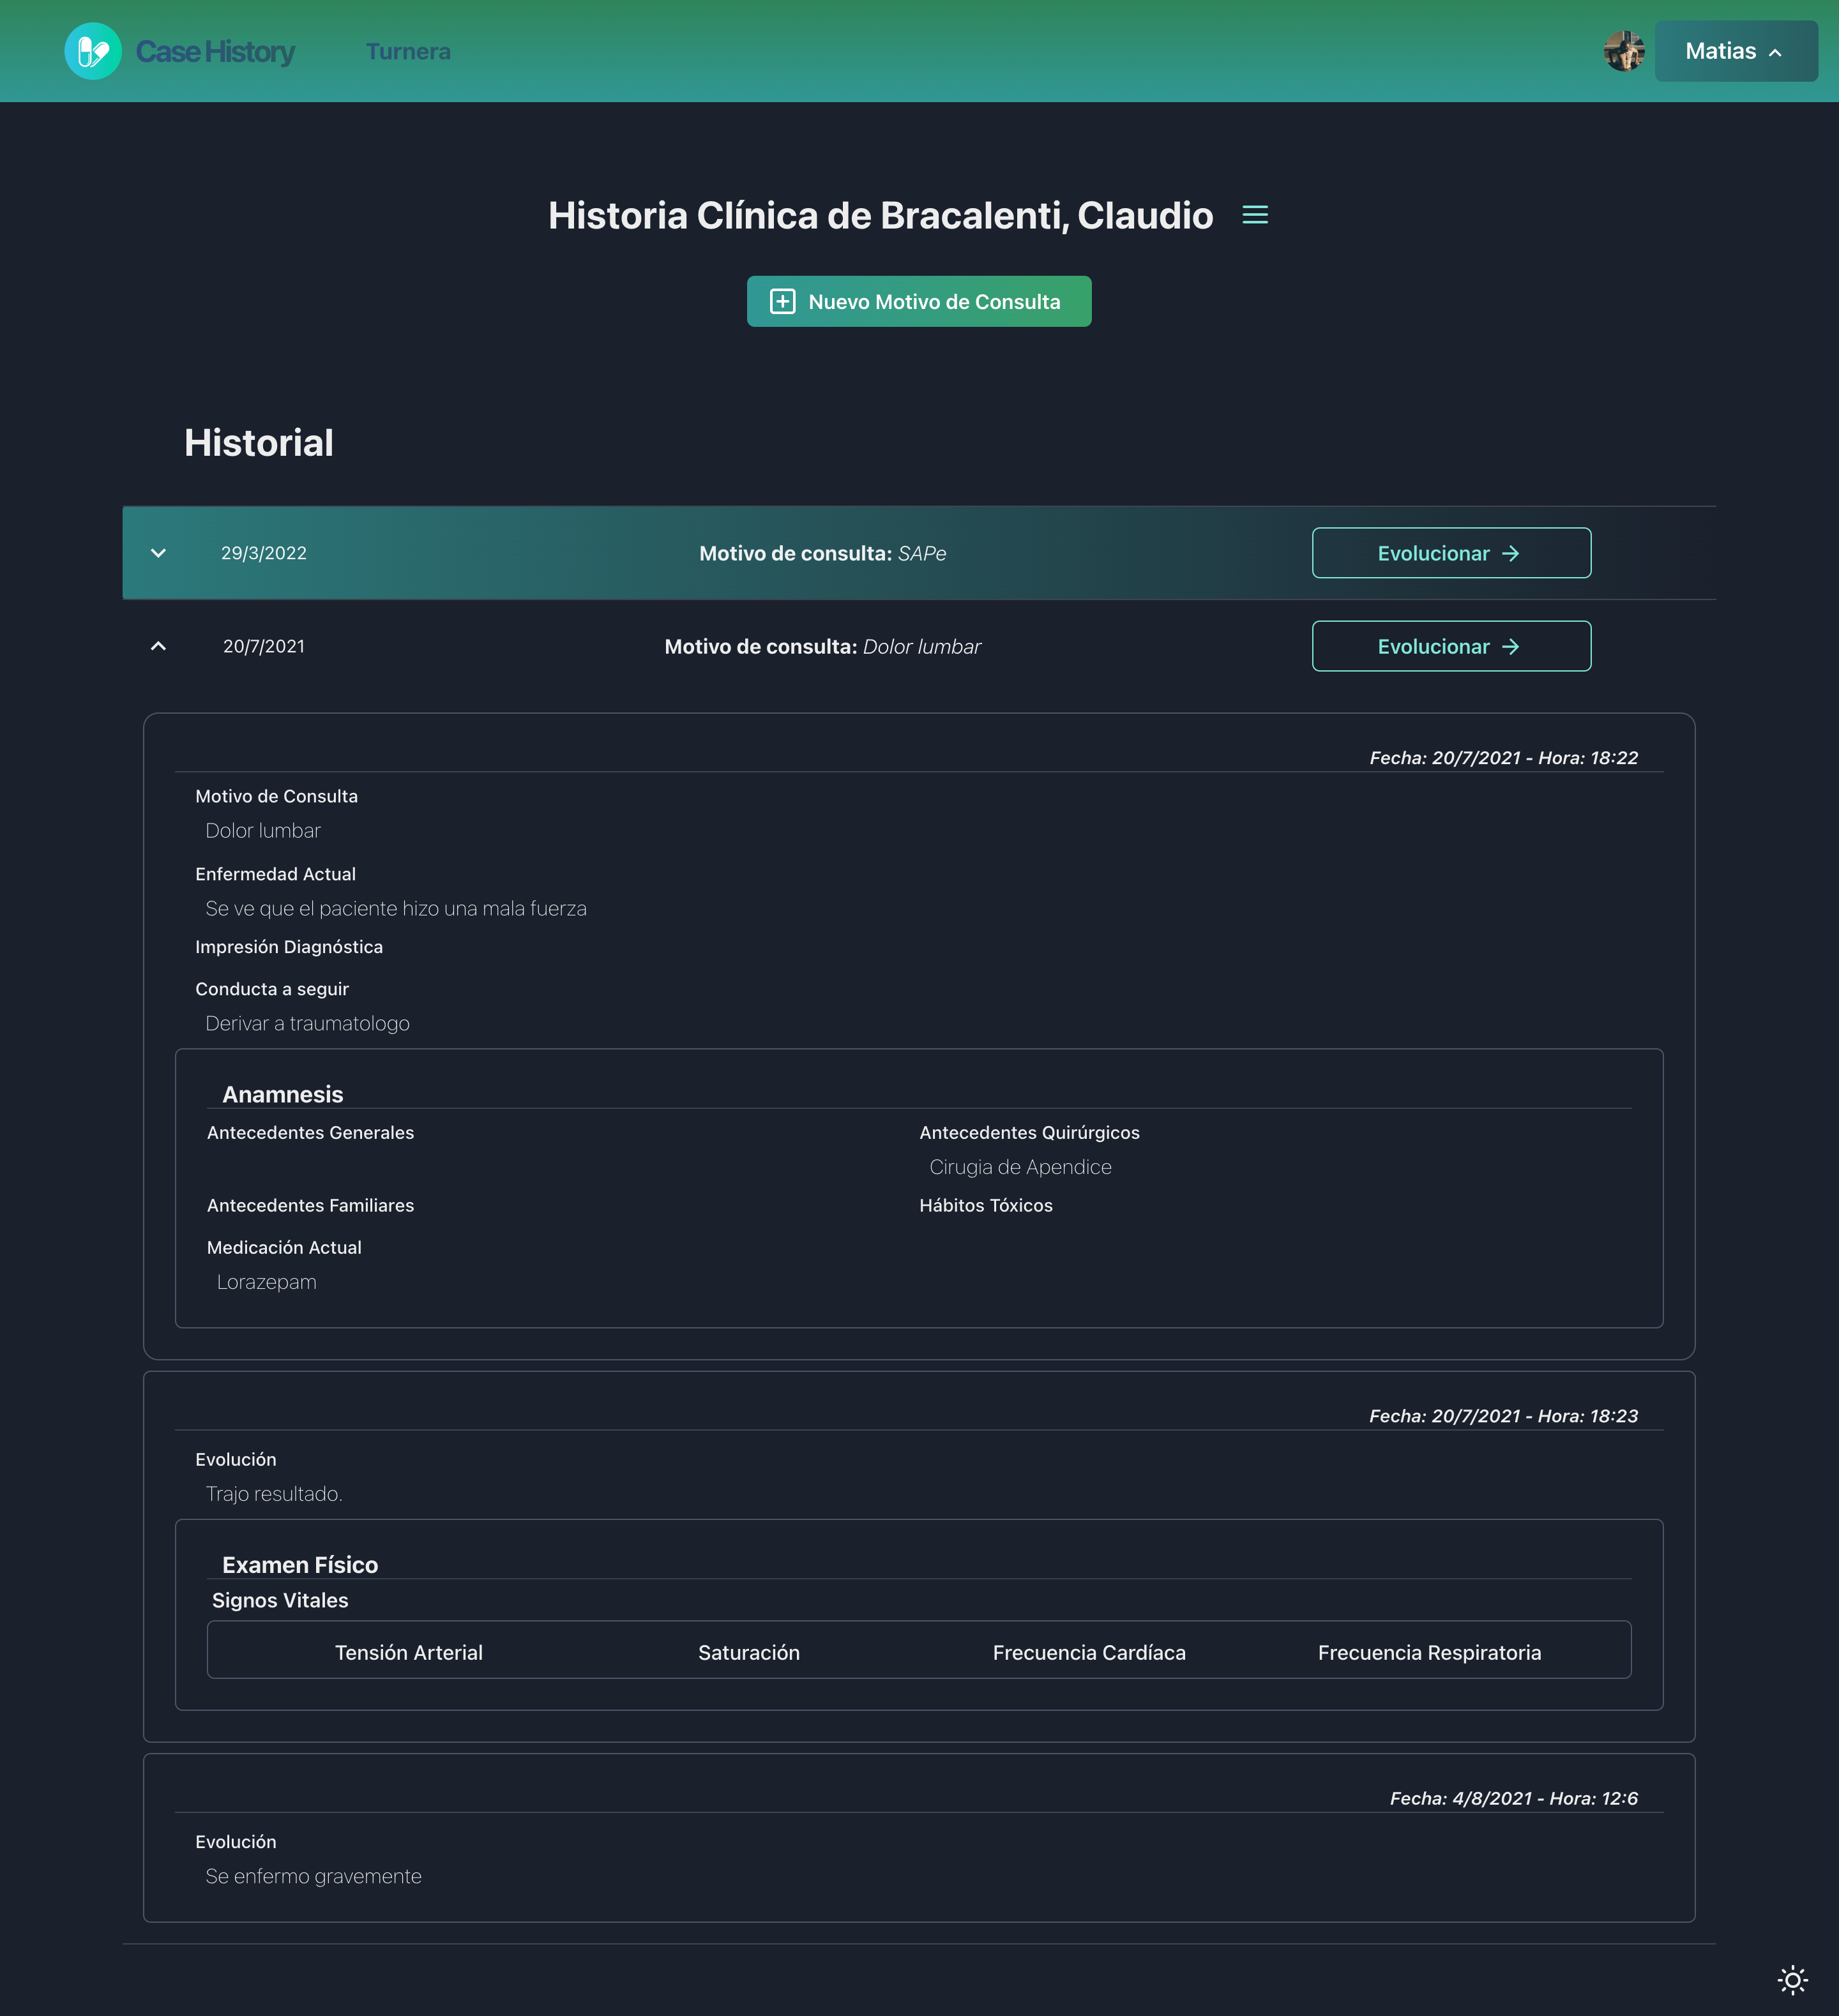 Case History
Turnera
Matias
Historia Clínica de Bracalenti, Claudio
Nuevo Motivo de Consulta
Historial
29/3/2022 Motivo de consulta: SAPe Evolucionar
20/7/2021 Motivo de consulta: Dolor lumbar Evolucionar
Fecha: 20/7/2021 - Hora: 18:22
Motivo de Consulta
Dolor lumbar
Enfermedad Actual
Se ve que el paciente hizo una mala fuerza
Impresión Diagnóstica
Conducta a seguir
Derivar a traumatologo
Anamnesis
Antecedentes Generales Antecedentes Quirúrgicos
Cirugia de Apendice
Antecedentes Familiares Hábitos Tóxicos
Medicación Actual
Lorazepam
Fecha: 20/7/2021 - Hora: 18:23
Evolución
Trajo resultado.
Examen Físico
Signos Vitales
Tensión Arterial Saturación Frecuencia Cardíaca Frecuencia Respiratoria
Fecha: 4/8/2021 - Hora: 12:6
Evolución
Se enfermo gravemente